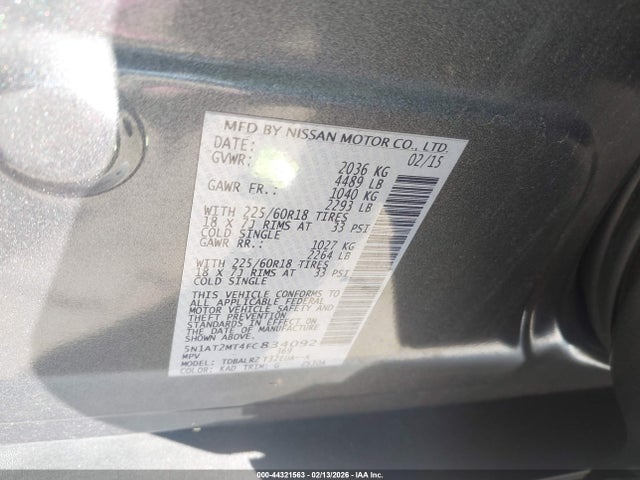 MFD BY NISSAN MOTOR CO., LTD.
DATE: 02/15
GVWR: 2036 KG
4489 LB
GAWR FR.: 1040 KG
2293 LB
WITH 225/60R18 TIRES
18 X 7J RIMS AT 33 PSI
COLD SINGLE
GAWR RR.: 1027 KG
2264 LB
WITH 225/60R18 TIRES
18 X 7J RIMS AT 33 PSI
COLD SINGLE
THIS VEHICLE CONFORMS TO
ALL APPLICABLE FEDERAL
MOTOR VEHICLE SAFETY AND
THEFT PREVENTION
STANDARDS IN EFFECT ON
THE DATE OF MANUFACTURE
SHOWN ABOVE.
5N1AT2MT4FC834092
MPV 369
MODEL:
COLOR: KAD TRIM: G
000-44321563 - 02/13/2026 - IAA Inc.